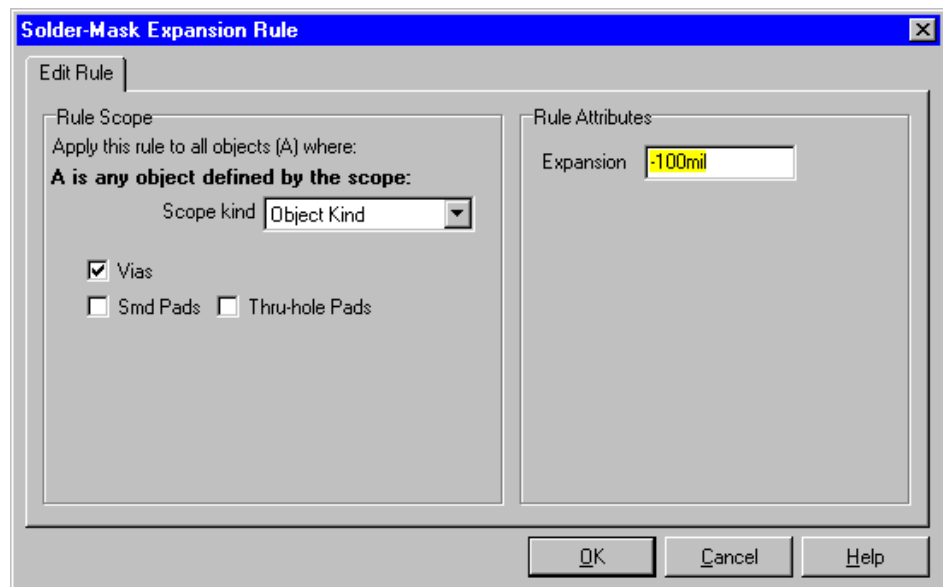 Solder-Mask Expansion Rule
Edit Rule
Rule Scope
Apply this rule to all objects (A) where:
A is any object defined by the scope:
Scope kind Object Kind
Vias
Smd Pads Thru-hole Pads
Rule Attributes
Expansion -100mil
OK Cancel Help